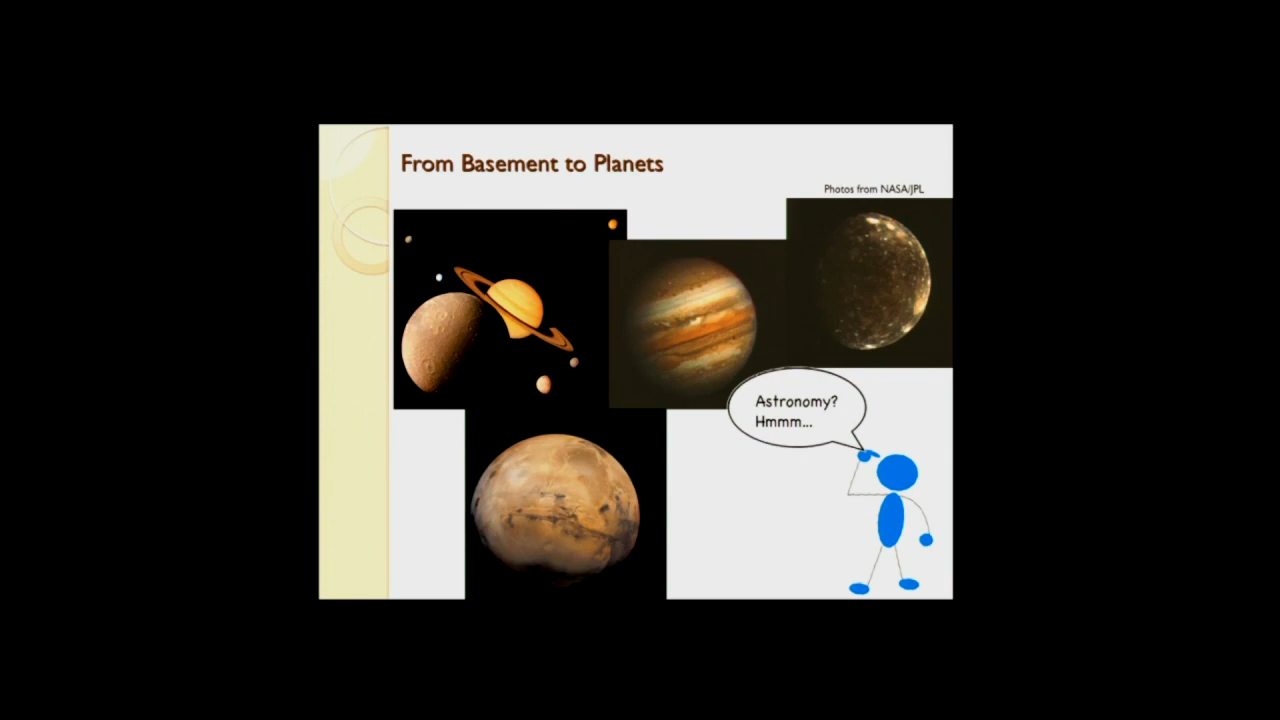 From Basement to Planets
Photos from NASA/JPL
Astronomy?
Hmmm...